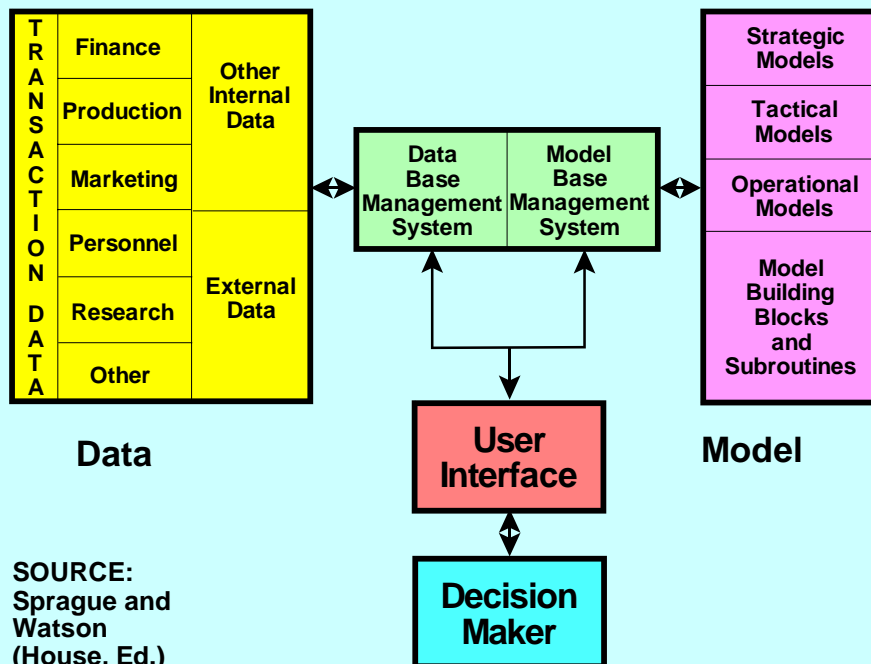 TRANSACTION DATA
Finance
Production
Marketing
Personnel
Research
Other
Other
Internal
Data
External
Data
Data
Base
Management
System
Model
Base
Management
System
Strategic
Models
Tactical
Models
Operational
Models
Model
Building
Blocks
and
Subroutines
Data
Model
User
Interface
Decision
Maker
SOURCE:
Sprague and
Watson
(House, Ed.)